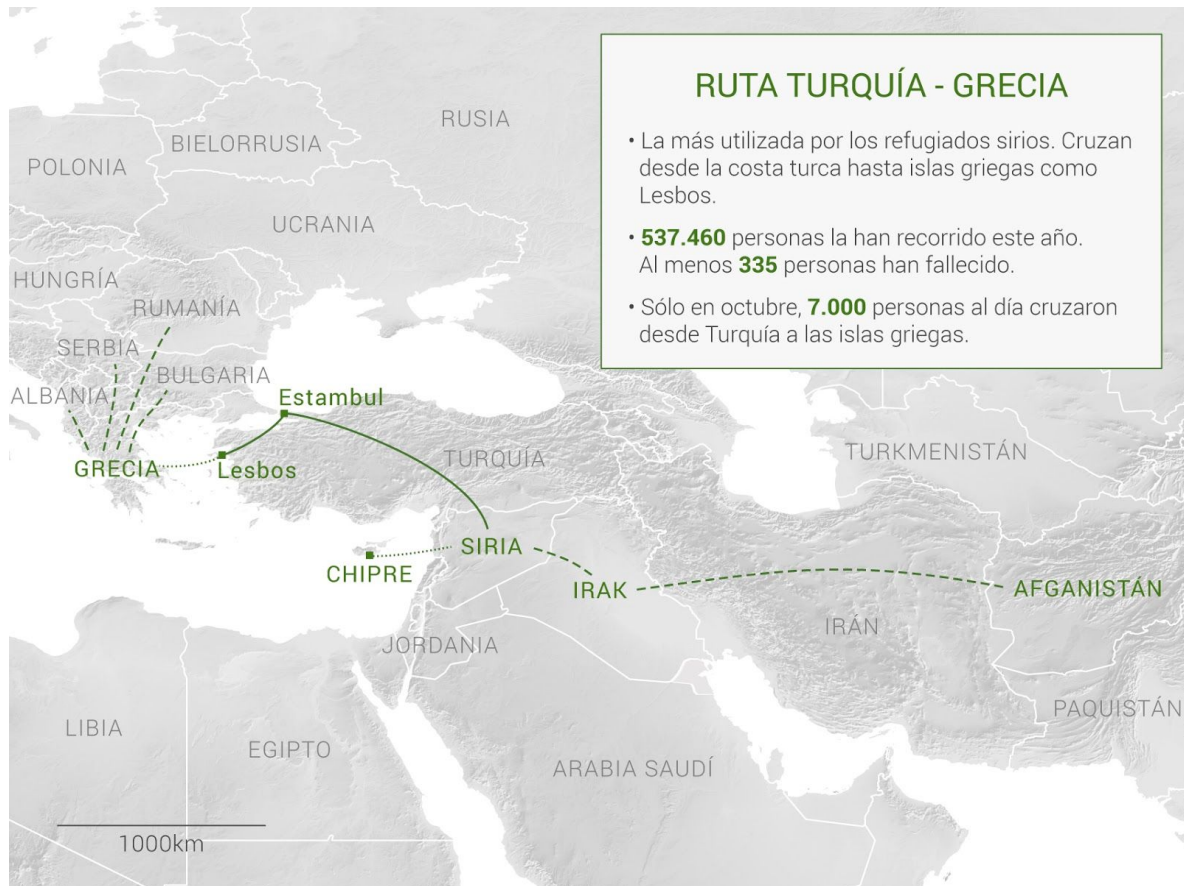 RUTA TURQUÍA - GRECIA
• La más utilizada por los refugiados sirios. Cruzan
desde la costa turca hasta islas griegas como
Lesbos.
• 537.460 personas la han recorrido este año.
Al menos 335 personas han fallecido.
• Sólo en octubre, 7.000 personas al día cruzaron
desde Turquía a las islas griegas.
RUSIA
BIELORRUSIA
POLONIA
UCRANIA
HUNGRÍA
RUMANÍA
SERBIA
BULGARIA
ALBANIA
Estambul
GRECIA
Lesbos
TURQUÍA
TURKMENISTÁN
SIRIA
CHIPRE
IRAK
AFGANISTÁN
IRÁN
JORDANIA
PAQUISTÁN
LIBIA
EGIPTO
ARABIA SAUDÍ
1000km